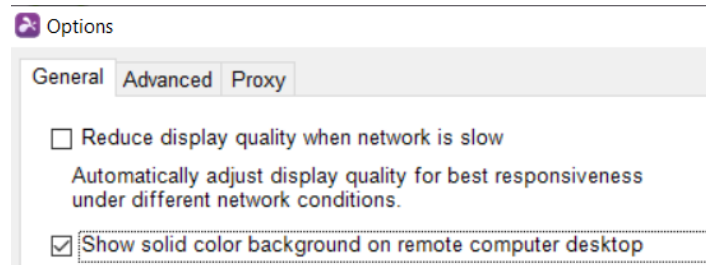 Options
General Advanced Proxy
Reduce display quality when network is slow
Automatically adjust display quality for best responsiveness
under different network conditions.
Show solid color background on remote computer desktop